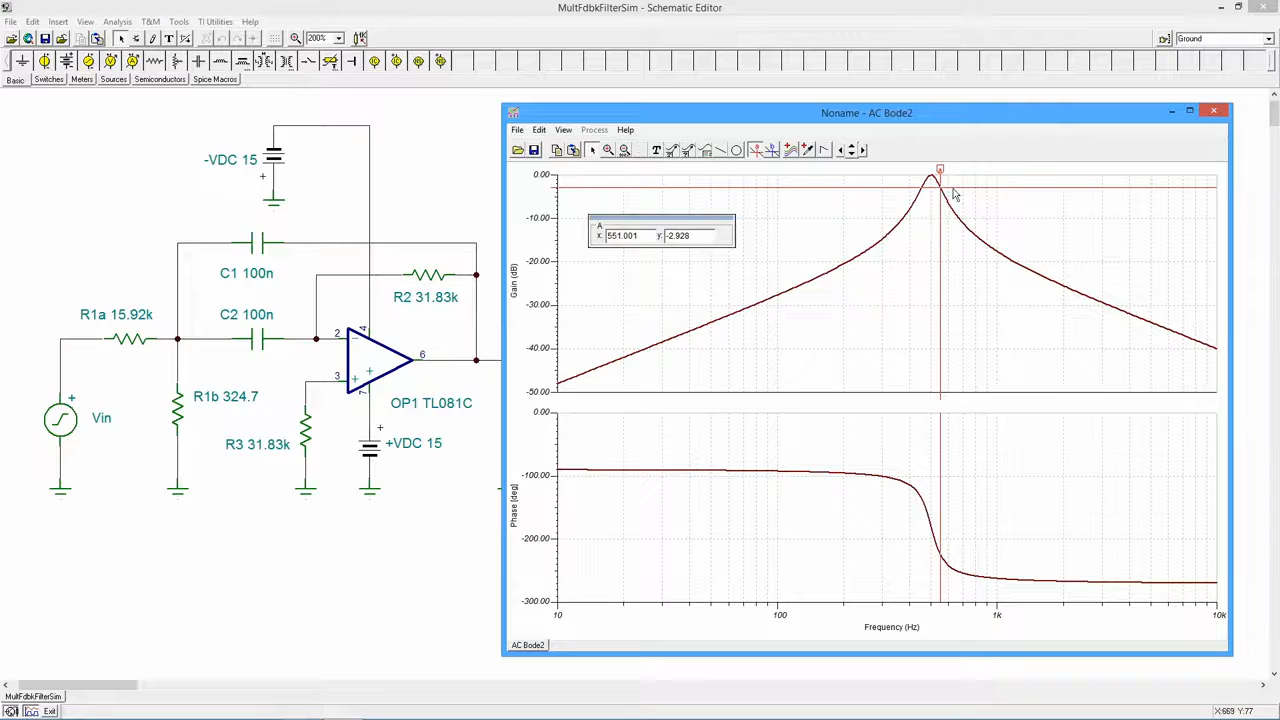 MultFdbkFilterSim - Schematic Editor
File Edit Insert View Analysis T&M Tools TI Utilities Help
200% Ground
Basic Switches Meters Sources Semiconductors Spice Macros
-VDC 15
+
C1 100n
R2 31.83k
R1a 15.92k
C2 100n
2
4
6
3
7
R1b 324.7
OP1 TL081C
+
Vin
R3 31.83k
+
+VDC 15
Noname - AC Bode2
File Edit View Process Help
a
A
x: 551.001 y: -2.928
Gain (dB)
0.00
-10.00
-20.00
-30.00
-40.00
-50.00
Phase [deg]
0.00
-100.00
-200.00
-300.00
10 100 1k 10k
Frequency (Hz)
AC Bode2
MultFdbkFilterSim
Exit X:669 Y:77